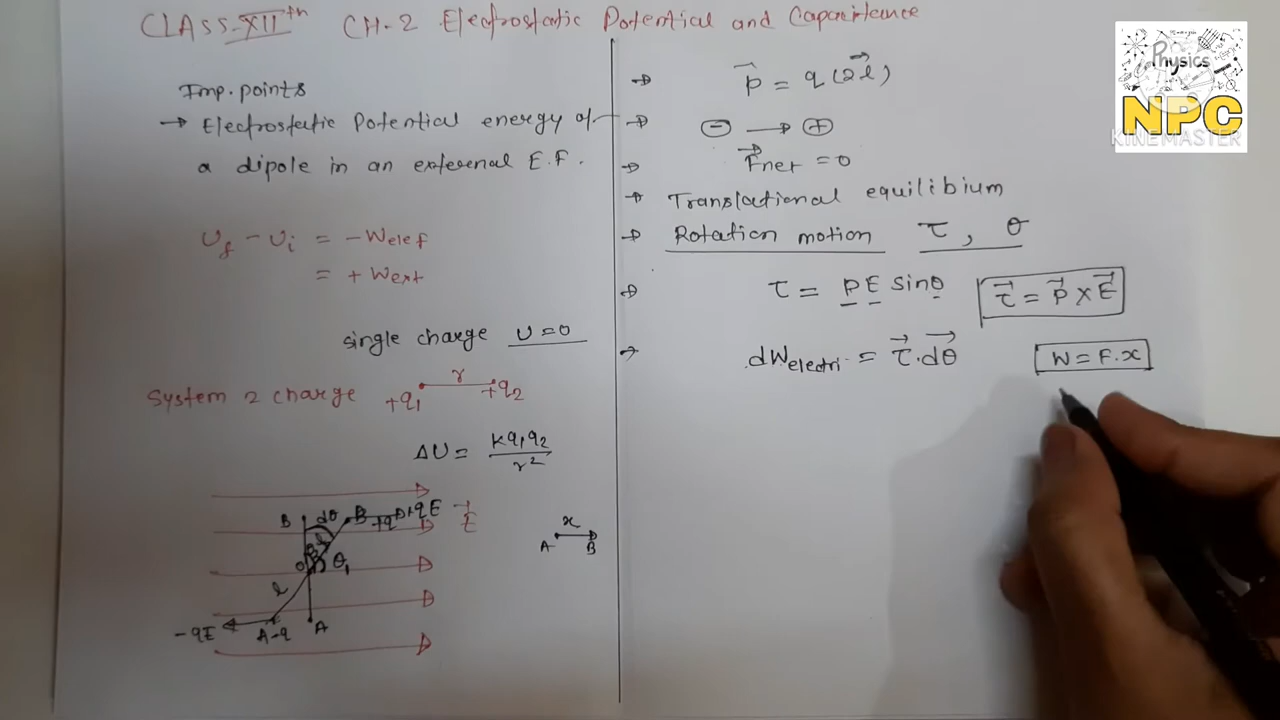 CLASS-XIIth CH-2 Electrostatic Potential and Capacitance
Imp. points
→ Electrostatic Potential energy of
a dipole in an external E.F.
Uf - Ui = -Welef
= + Wext
single charge U=0
System 2 charge +q1 r +q2
ΔU = kq1q2/r2
B dθ B +q +qE E
θ1
l
-qE A-q A
A x B
→ p⃗ = q(2l⃗)
→ ⊖ → ⊕
→ F⃗net = 0
→ Translational equilibium
→ Rotation motion τ, θ
→ τ = PE sinθ τ⃗ = P⃗ × E⃗
→ dWelectri = τ⃗.dθ⃗ W = F.x
Physics
NPC
KINEMASTER